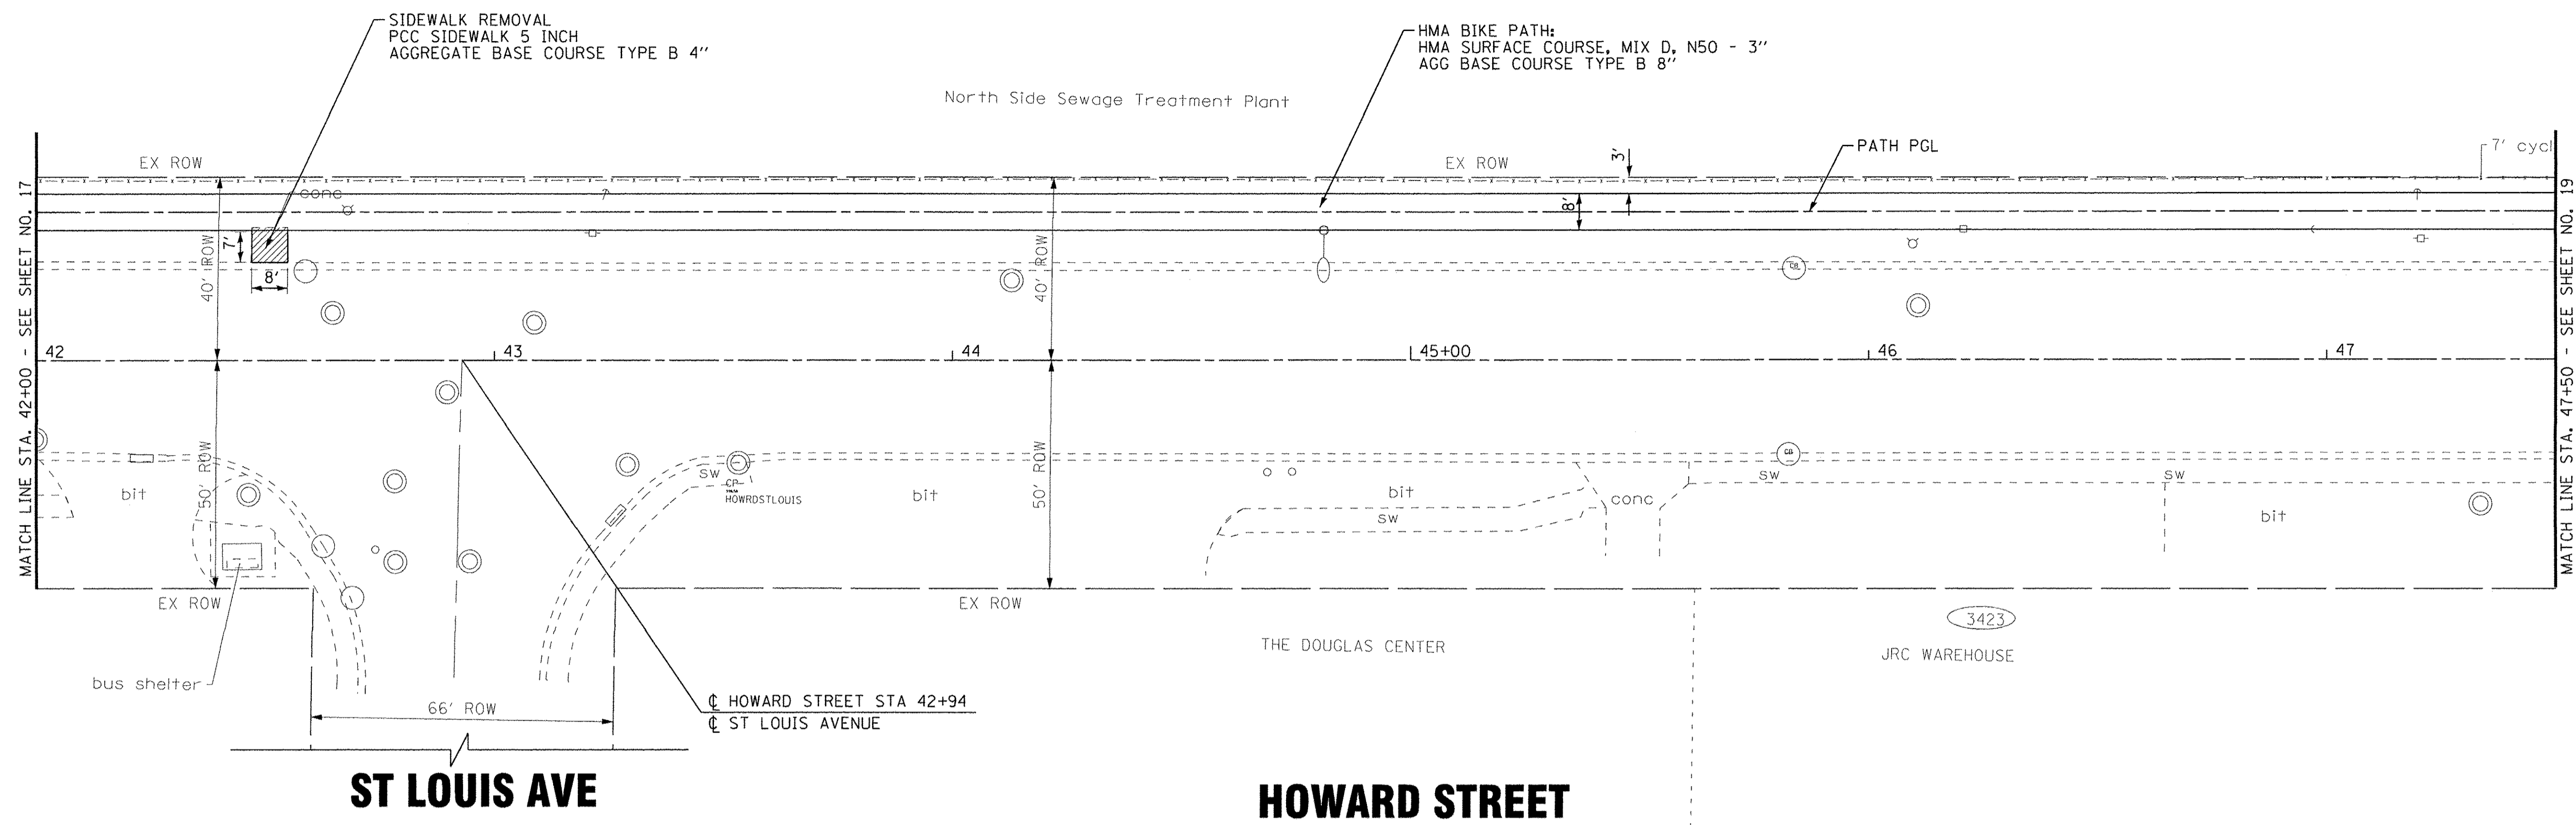 SIDEWALK REMOVAL
PCC SIDEWALK 5 INCH
AGGREGATE BASE COURSE TYPE B 4"
HMA BIKE PATH:
HMA SURFACE COURSE, MIX D, N50 - 3"
AGG BASE COURSE TYPE B 8"
North Side Sewage Treatment Plant
PATH PGL
7' cycl
EX ROW
EX ROW
3'
conc
8'
7'
8'
40' ROW
40' ROW
MATCH LINE STA. 42+00 - SEE SHEET NO. 17
MATCH LINE STA. 47+50 - SEE SHEET NO. 19
CB
42
43
44
45+00
46
47
50' ROW
50' ROW
bit
SW
CP
HOWRDSTLOUIS
bit
bit
SW
conc
CB
SW
SW
bit
EX ROW
EX ROW
3423
THE DOUGLAS CENTER
JRC WAREHOUSE
bus shelter
66' ROW
℄ HOWARD STREET STA 42+94
℄ ST LOUIS AVENUE
ST LOUIS AVE
HOWARD STREET